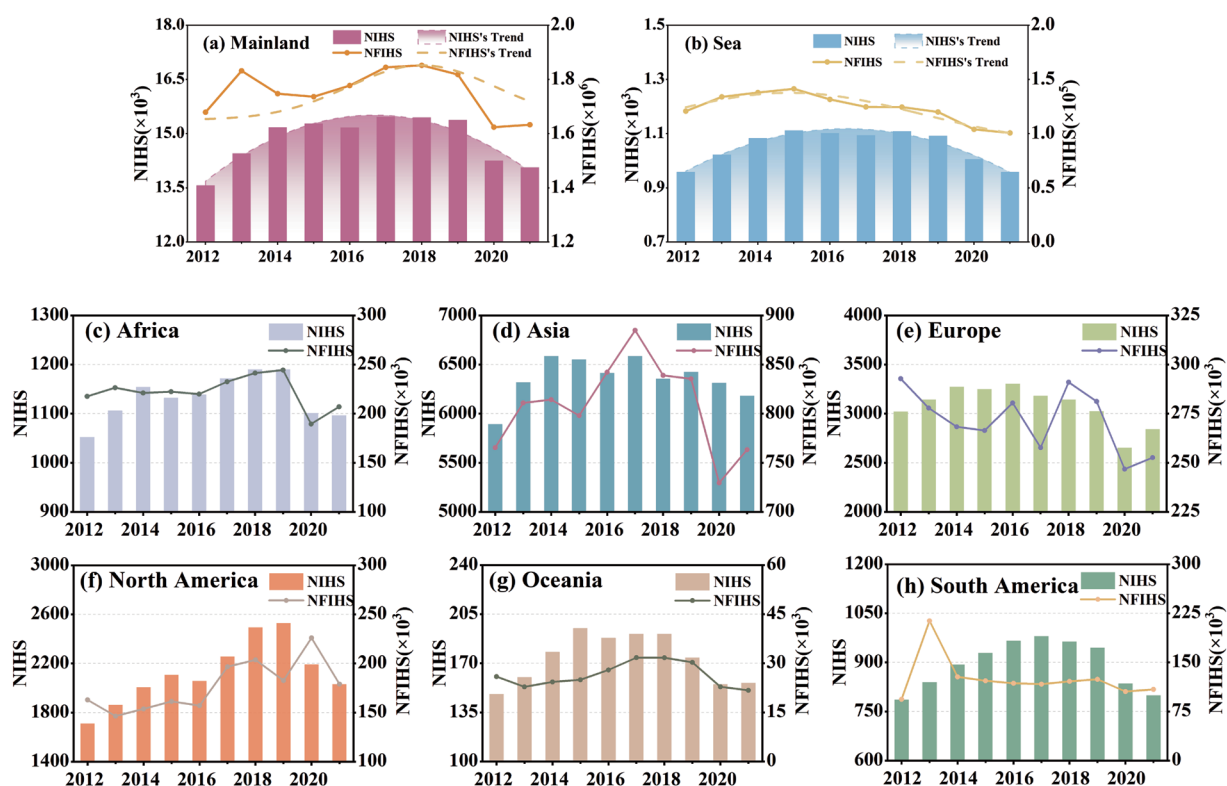 (a) Mainland
NIHS
NIHS's Trend
NFIHS
NFIHS's Trend
NIHS(×10³)
18.0
16.5
15.0
13.5
12.0
2.0
1.8
1.6
1.4
1.2
NFIHS(×10⁶)
2012 2014 2016 2018 2020
(b) Sea
NIHS
NIHS's Trend
NFIHS
NFIHS's Trend
NIHS(×10³)
1.5
1.3
1.1
0.9
0.7
2.0
1.5
1.0
0.5
0.0
NFIHS(×10⁵)
2012 2014 2016 2018 2020
(c) Africa
NIHS
NFIHS
NIHS
1300
1200
1100
1000
900
300
250
200
150
100
NFIHS(×10³)
2012 2014 2016 2018 2020
(d) Asia
NIHS
NFIHS
NIHS
7000
6500
6000
5500
5000
900
850
800
750
700
NFIHS(×10³)
2012 2014 2016 2018 2020
(e) Europe
NIHS
NFIHS
NIHS
4000
3500
3000
2500
2000
325
300
275
250
225
NFIHS(×10³)
2012 2014 2016 2018 2020
(f) North America
NIHS
NFIHS
NIHS
3000
2600
2200
1800
1400
300
250
200
150
100
NFIHS(×10³)
2012 2014 2016 2018 2020
(g) Oceania
NIHS
NFIHS
NIHS
240
205
170
135
100
60
45
30
15
0
NFIHS(×10³)
2012 2014 2016 2018 2020
(h) South America
NIHS
NFIHS
NIHS
1200
1050
900
750
600
300
225
150
75
0
NFIHS(×10³)
2012 2014 2016 2018 2020